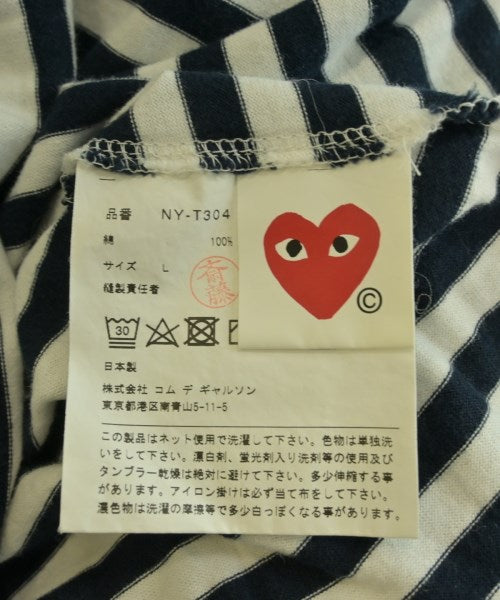 品番 NY-T304
綿 100%
サイズ L
縫製責任者
斎藤
30
日本製
株式会社 コム デ ギャルソン
東京都港区南青山5-11-5
この製品はネット使用で洗濯して下さい。色物は単独洗
いをして下さい。漂白剤、蛍光剤入り洗剤等の使用及び
タンブラー乾燥は絶対に避けて下さい。多少伸縮する事
があります。アイロン掛けは必ず当て布をして下さい。
濃色物は洗濯の摩擦等で多少白っぽくなる事があります。
©